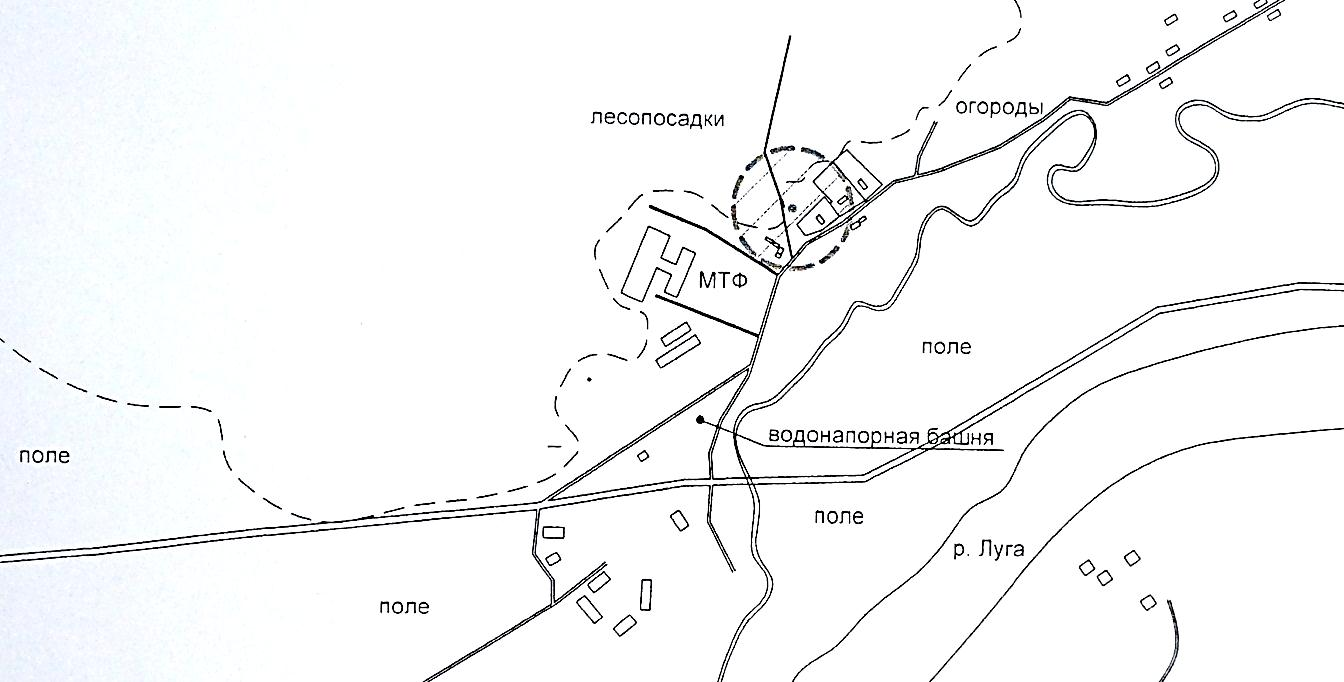 огороды
лесопосадки
МТФ
поле
водонапорная башня
поле
поле
р. Луга
поле